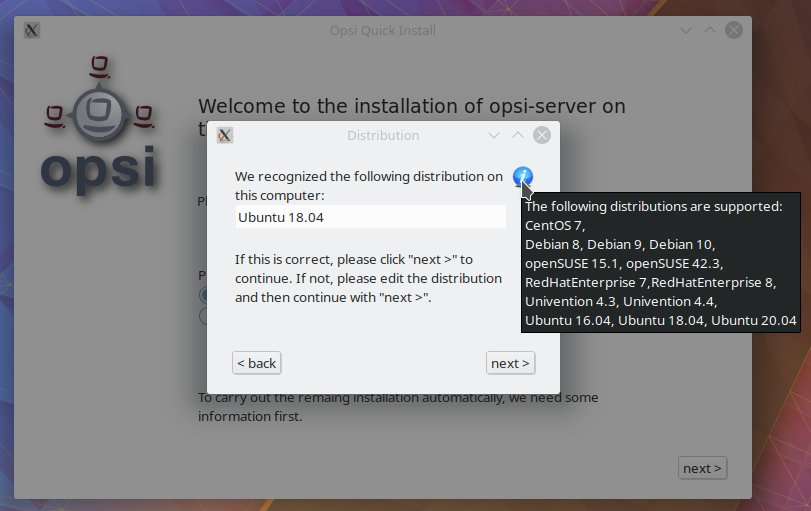 Opsi Quick Install
opsi
Welcome to the installation of opsi-server on
Distribution
We recognized the following distribution on
this computer:
Ubuntu 18.04
If this is correct, please click "next >" to
continue. If not, please edit the distribution
and then continue with "next >".
< back
next >
The following distributions are supported:
CentOS 7,
Debian 8, Debian 9, Debian 10,
openSUSE 15.1, openSUSE 42.3,
RedHatEnterprise 7,RedHatEnterprise 8,
Univention 4.3, Univention 4.4,
Ubuntu 16.04, Ubuntu 18.04, Ubuntu 20.04
To carry out the remaing installation automatically, we need some
information first.
next >